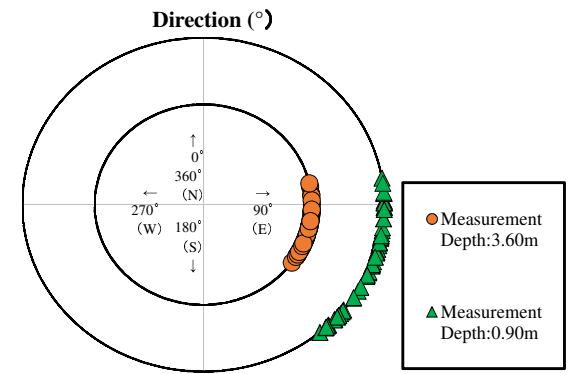 Direction (°)
↑
0°
360°
(N)
←
→
270°
90°
(W)
180°
(E)
(S)
↓
Measurement
Depth:3.60m
Measurement
Depth:0.90m